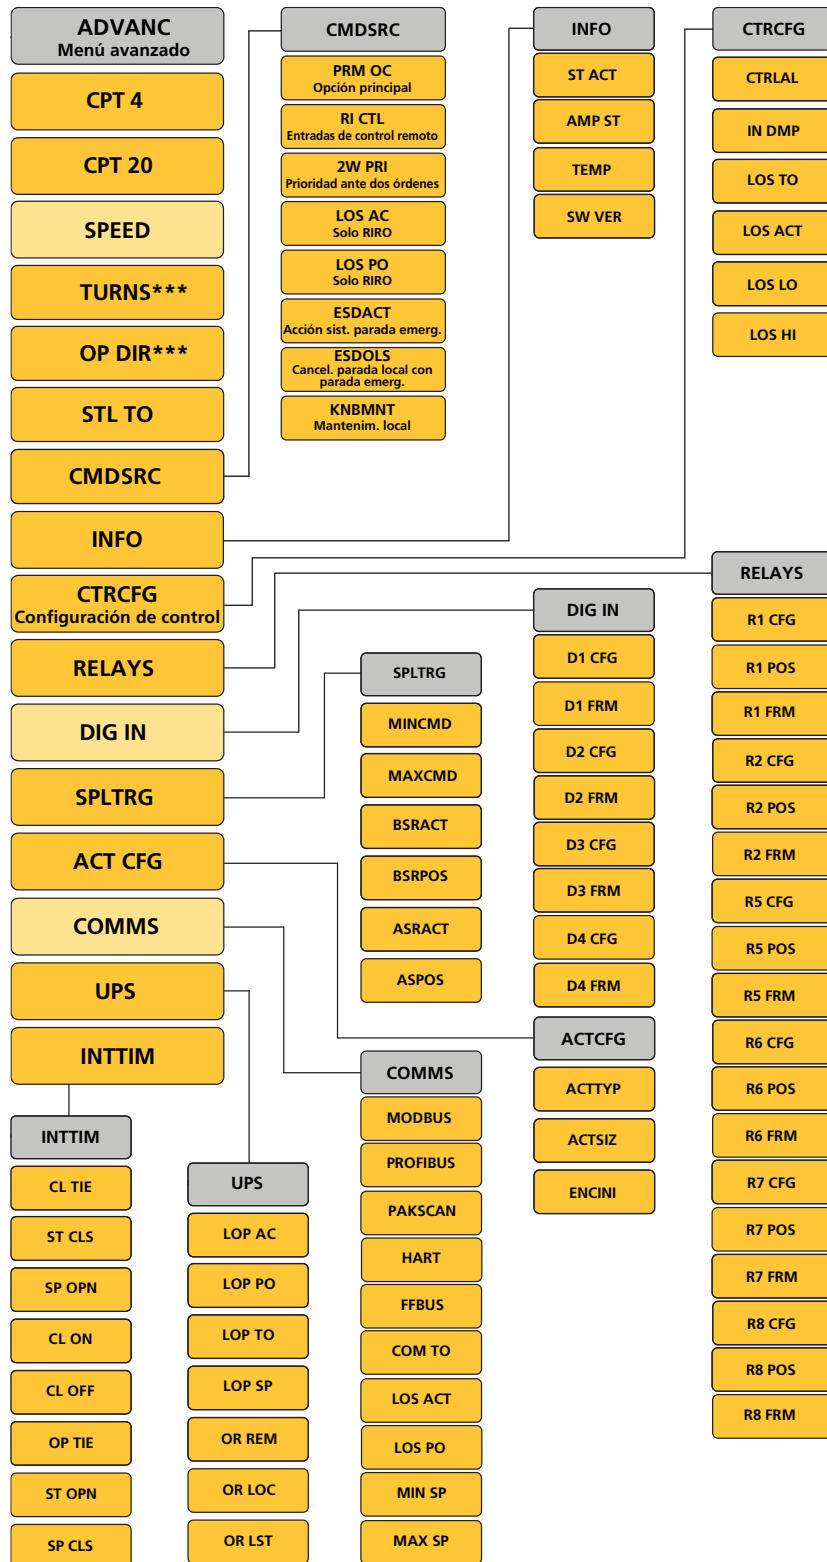 ADVANC
Menú avanzado
CPT 4
CPT 20
SPEED
TURNS***
OP DIR***
STL TO
CMDSRC
INFO
CTRCFG
Configuración de control
RELAYS
DIG IN
SPLTRG
ACT CFG
COMMS
UPS
INTTIM
CMDSRC
PRM OC
Opción principal
RI CTL
Entradas de control remoto
2W PRI
Prioridad ante dos órdenes
LOS AC
Solo RIRO
LOS PO
Solo RIRO
ESDACT
Acción sist. parada emerg.
ESDOLS
Cancel. parada local con
parada emerg.
KNBMNT
Mantenim. local
INFO
ST ACT
AMP ST
TEMP
SW VER
CTRCFG
CTRLAL
IN DMP
LOS TO
LOS ACT
LOS LO
LOS HI
RELAYS
R1 CFG
R1 POS
R1 FRM
R2 CFG
R2 POS
R2 FRM
R5 CFG
R5 POS
R5 FRM
R6 CFG
R6 POS
R6 FRM
R7 CFG
R7 POS
R7 FRM
R8 CFG
R8 POS
R8 FRM
DIG IN
D1 CFG
D1 FRM
D2 CFG
D2 FRM
D3 CFG
D3 FRM
D4 CFG
D4 FRM
SPLTRG
MINCMD
MAXCMD
BSRACT
BSRPOS
ASRACT
ASPOS
ACTCFG
ACTTYP
ACTSIZ
ENCINI
COMMS
MODBUS
PROFIBUS
PAKSCAN
HART
FFBUS
COM TO
LOS ACT
LOS PO
MIN SP
MAX SP
UPS
LOP AC
LOP PO
LOP TO
LOP SP
OR REM
OR LOC
OR LST
INTTIM
CL TIE
ST CLS
SP OPN
CL ON
CL OFF
OP TIE
ST OPN
SP CLS